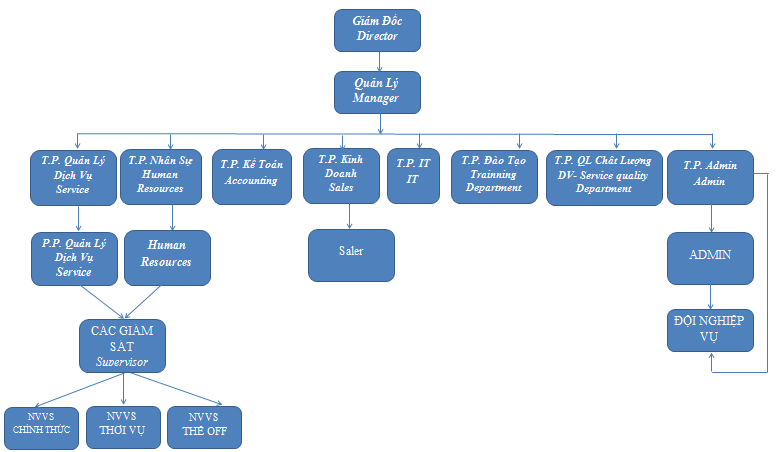 Giám Đốc
Director
Quản Lý
Manager
T.P. Quản Lý
Dịch Vụ
Service
T.P. Nhân Sự
Human
Resources
T.P. Kế Toán
Accounting
T.P. Kinh
Doanh
Sales
T.P. IT
IT
T.P. Đào Tạo
Trainning
Department
T.P. QL Chất Lượng
DV- Service quality
Department
T.P. Admin
Admin
P.P. Quản Lý
Dịch Vụ
Service
Human
Resources
Saler
ADMIN
CÁC GIÁM
SÁT
Supervisor
ĐỘI NGHIỆP
VỤ
NVVS
CHÍNH THỨC
NVVS
THỜI VỤ
NVVS
THẾ OFF